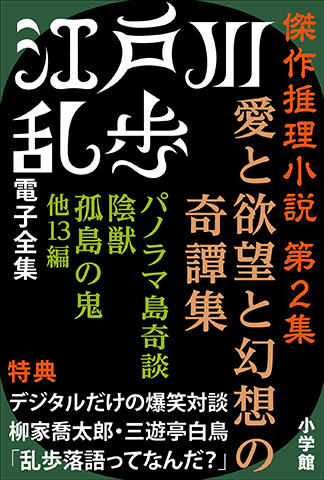 江戸川
乱歩
電子全集
傑作推理小説 第2集
愛と欲望と幻想の
奇譚集
パノラマ島奇談
陰獣
孤島の鬼
他13編
特典
デジタルだけの爆笑対談
柳家喬太郎・三遊亭白鳥
「乱歩落語ってなんだ？」
小学館